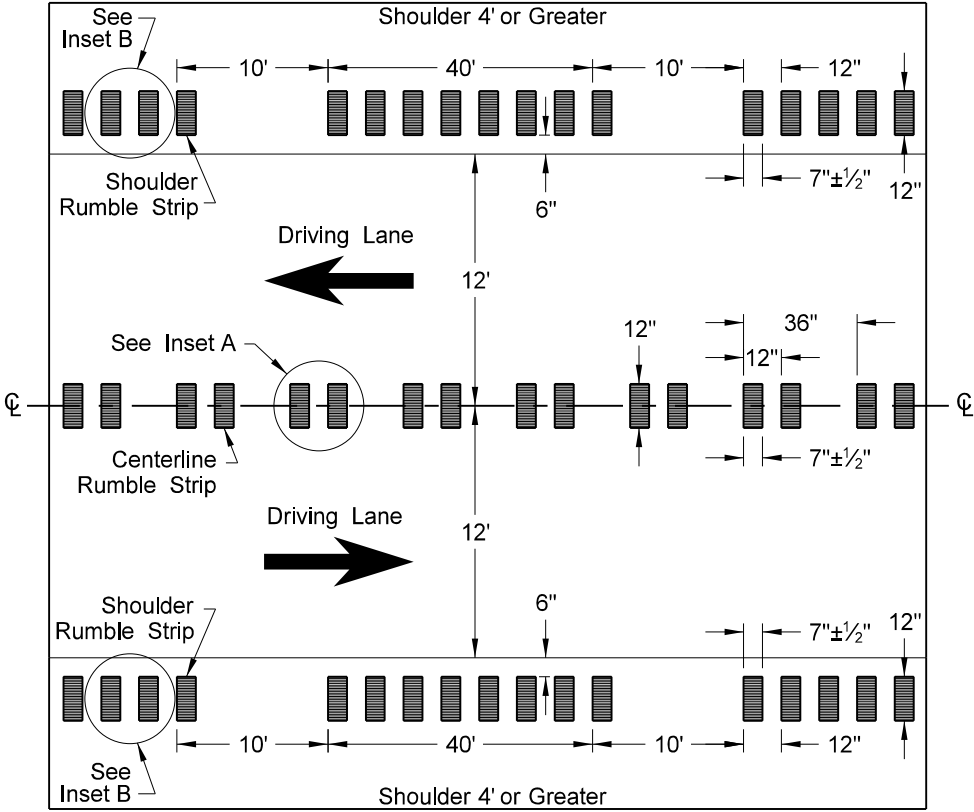 Shoulder 4' or Greater
See
Inset B
10'
40'
10'
12"
Shoulder
Rumble Strip
6"
7"±½"
12"
Driving Lane
12'
36"
See Inset A
12"
12"
℄
℄
Centerline
Rumble Strip
7"±½"
Driving Lane
12'
Shoulder
Rumble Strip
6"
7"±½"
12"
10'
40'
10'
12"
See
Inset B
Shoulder 4' or Greater